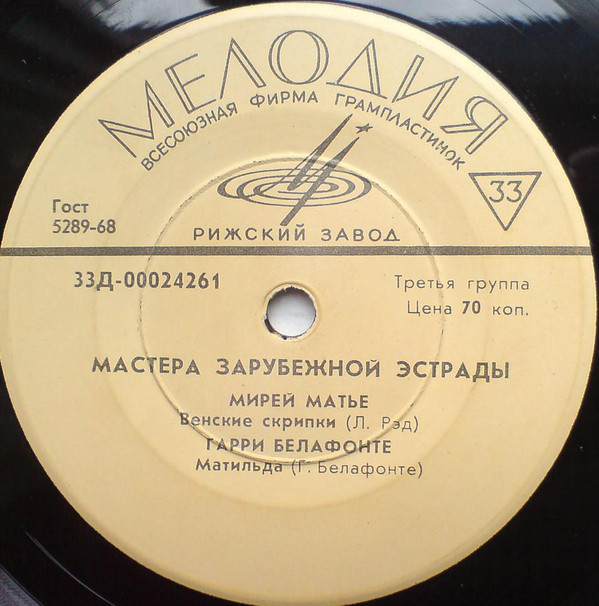 МЕЛОДИЯ
ВСЕСОЮЗНАЯ ФИРМА ГРАМПЛАСТИНОК
33
Гост
5289-68
РИЖСКИЙ ЗАВОД
33Д-00024261
Третья группа
Цена 70 коп.
МАСТЕРА ЗАРУБЕЖНОЙ ЭСТРАДЫ
МИРЕЙ МАТЬЕ
Венские скрипки (Л. Рэд)
ГАРРИ БЕЛАФОНТЕ
Матильда (Г. Белафонте)